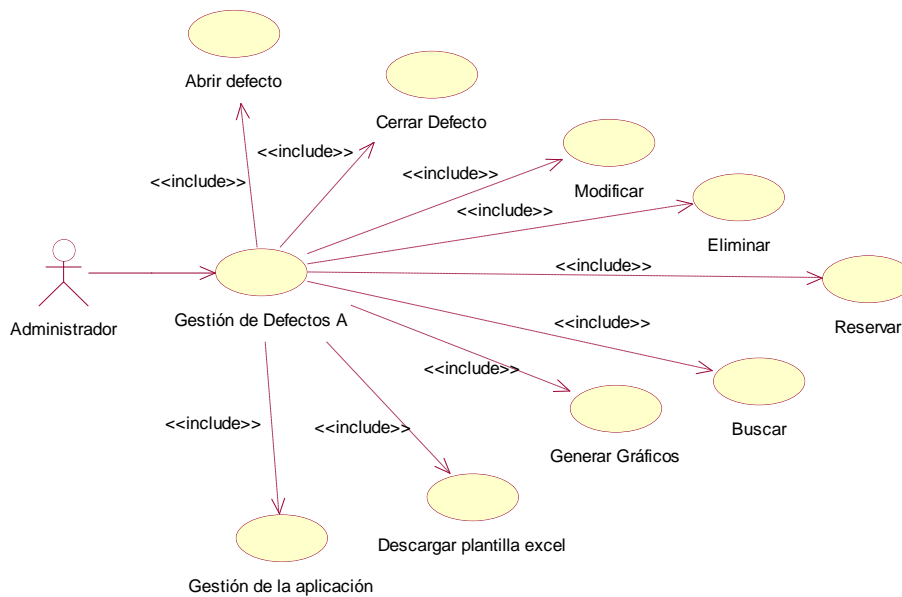 Abrir defecto
Cerrar Defecto
<<include>>
<<include>>
<<include>>
Modificar
<<include>>
Eliminar
<<include>>
Administrador
Gestión de Defectos A
Reservar
<<include>>
<<include>>
Buscar
<<include>>
<<include>>
Generar Gráficos
Descargar plantilla excel
Gestión de la aplicación